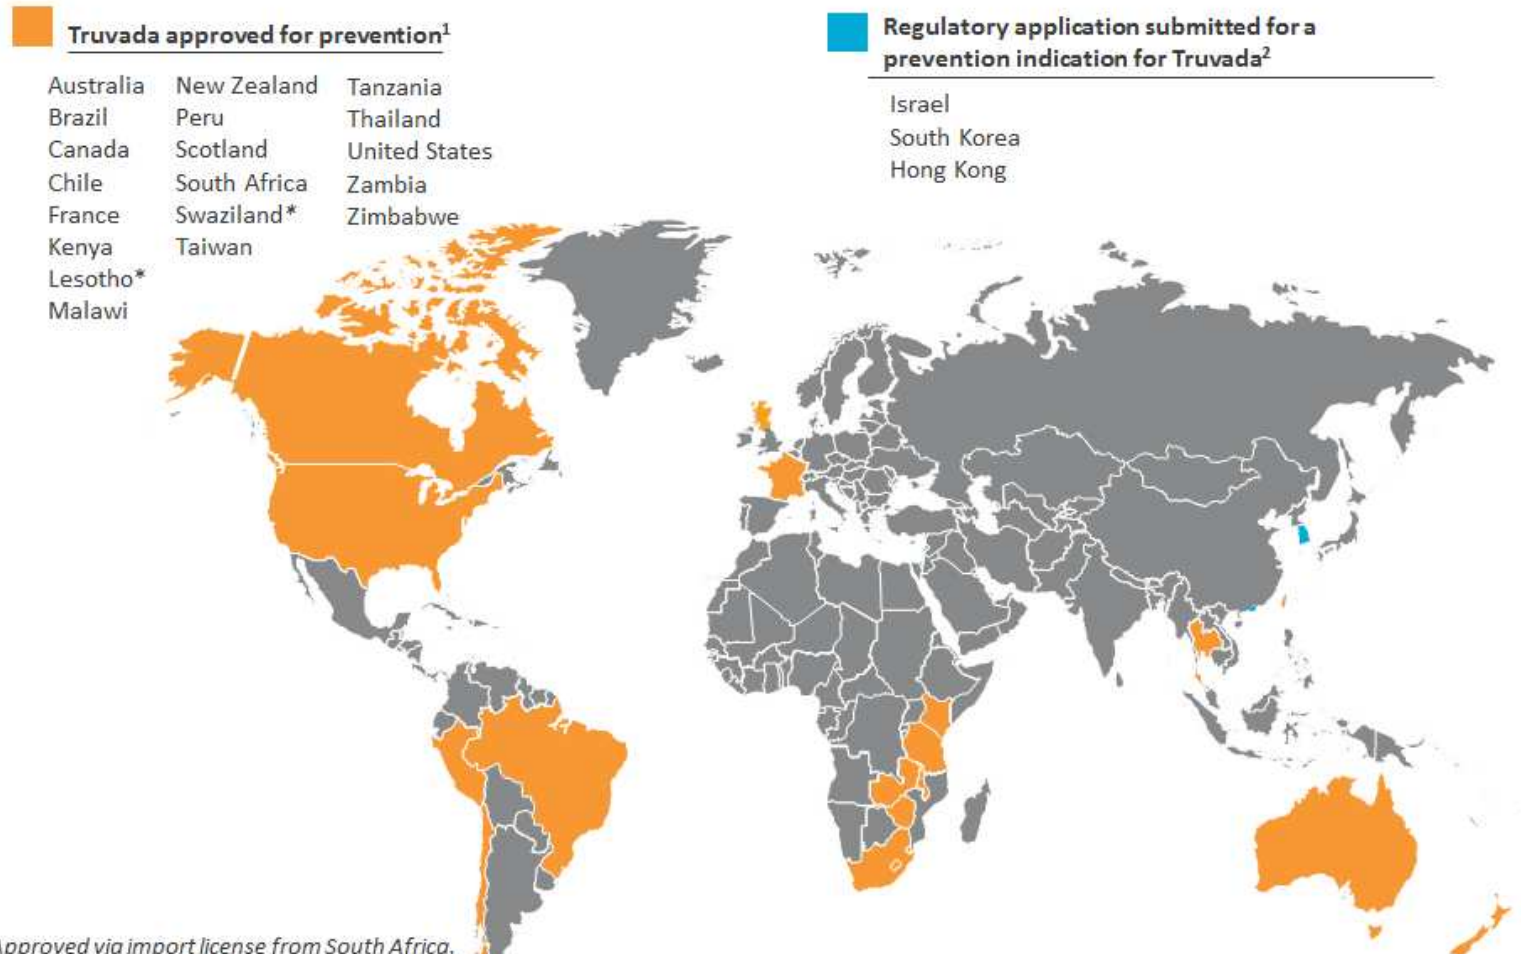 Truvada approved for prevention¹
Australia
Brazil
Canada
Chile
France
Kenya
Lesotho*
Malawi
New Zealand
Peru
Scotland
South Africa
Swaziland*
Taiwan
Tanzania
Thailand
United States
Zambia
Zimbabwe
Regulatory application submitted for a
prevention indication for Truvada²
Israel
South Korea
Hong Kong
Approved via import license from South Africa.